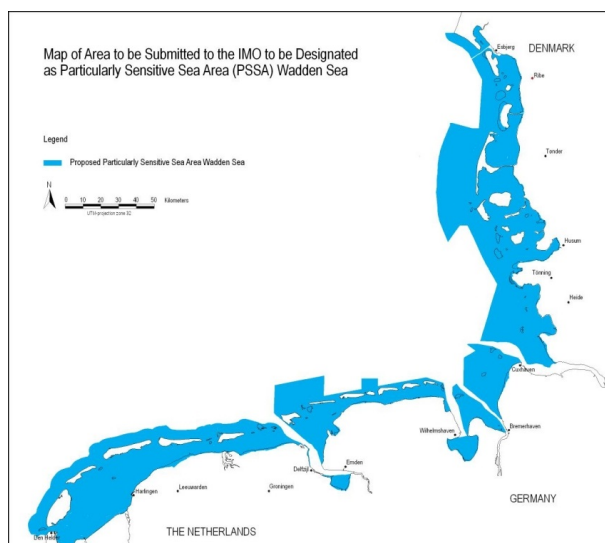 Map of Area to be Submitted to the IMO to be Designated
as Particularly Sensitive Sea Area (PSSA) Wadden Sea
Esbjerg
DENMARK
Ribe
Legend
Proposed Particularly Sensitive Sea Area Wadden Sea
Tønder
N
0 10 20 30 40 50 Kilometers
UTM-projection zone 32
Husum
Tönning
Heide
Cuxhaven
Wilhelmshaven
Bremerhaven
Emden
Delfzijl
Harlingen
Leeuwarden
Groningen
GERMANY
Den Helder
THE NETHERLANDS